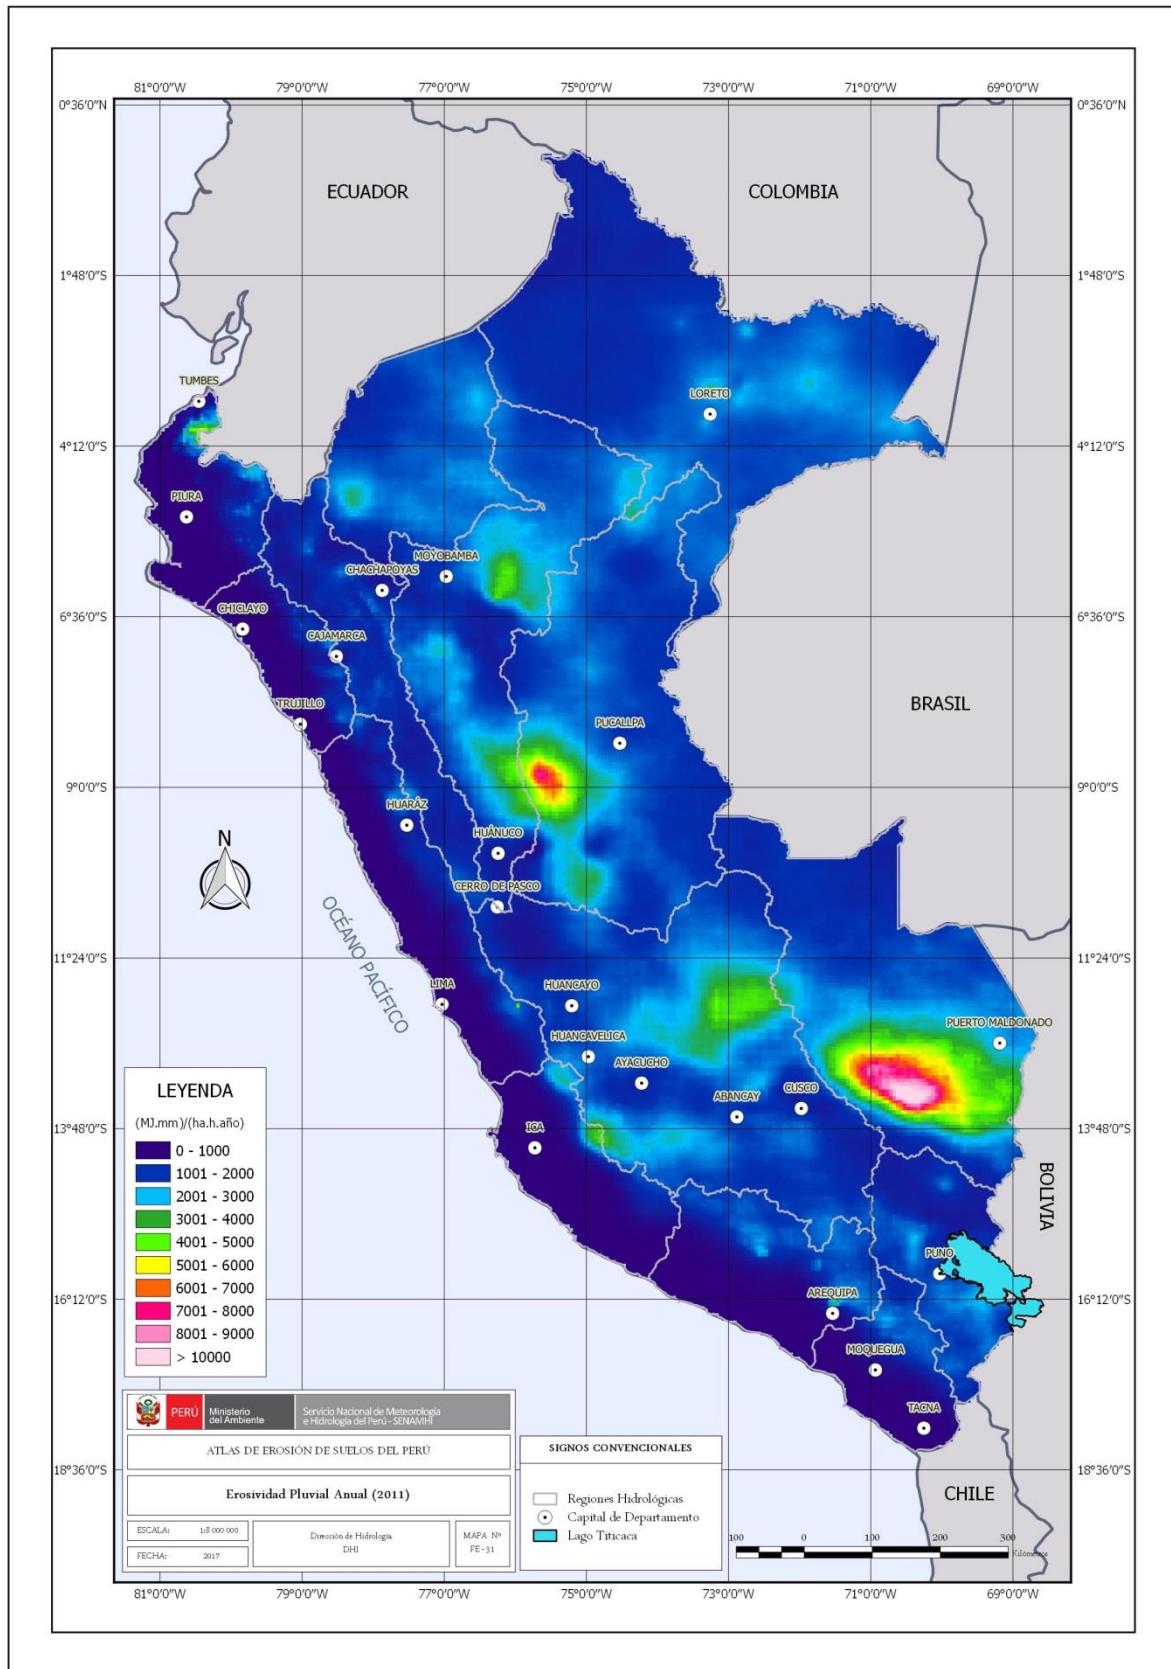 81°0'0"W 79°0'0"W 77°0'0"W 75°0'0"W 73°0'0"W 71°0'0"W 69°0'0"W
0°36'0"N 0°36'0"N
ECUADOR COLOMBIA
1°48'0"S 1°48'0"S
TUMBES
LORETO
4°12'0"S 4°12'0"S
PIURA
MOYOBAMBA
CHACHAPOYAS
CHICLAYO
6°36'0"S 6°36'0"S
CAJAMARCA
TRUJILLO
BRASIL
PUCALLPA
9°0'0"S 9°0'0"S
HUARÁZ
N
HUÁNUCO
CERRO DE PASCO
OCÉANO PACÍFICO
11°24'0"S 11°24'0"S
LIMA
HUANCAYO
PUERTO MALDONADO
HUANCAVELICA
AYACUCHO
ABANCAY
CUSCO
13°48'0"S 13°48'0"S
ICA
BOLIVIA
PUNO
16°12'0"S 16°12'0"S
AREQUIPA
MOQUEGUA
TACNA
18°36'0"S 18°36'0"S
CHILE
LEYENDA
(MJ.mm)/(ha.h.año)
0 - 1000
1001 - 2000
2001 - 3000
3001 - 4000
4001 - 5000
5001 - 6000
6001 - 7000
7001 - 8000
8001 - 9000
> 10000
PERÚ
Ministerio
del Ambiente
Servicio Nacional de Meteorología
e Hidrología del Perú - SENAMHI
ATLAS DE EROSIÓN DE SUELOS DEL PERÚ
Erosividad Pluvial Anual (2011)
ESCALA: 1:8 000 000
FECHA: 2017
Dirección de Hidrología
DHI
MAPA Nº
FE - 31
SIGNOS CONVENCIONALES
Regiones Hidrológicas
Capital de Departamento
Lago Titicaca
100 0 100 200 300
Kilómetros
81°0'0"W 79°0'0"W 77°0'0"W 75°0'0"W 73°0'0"W 71°0'0"W 69°0'0"W